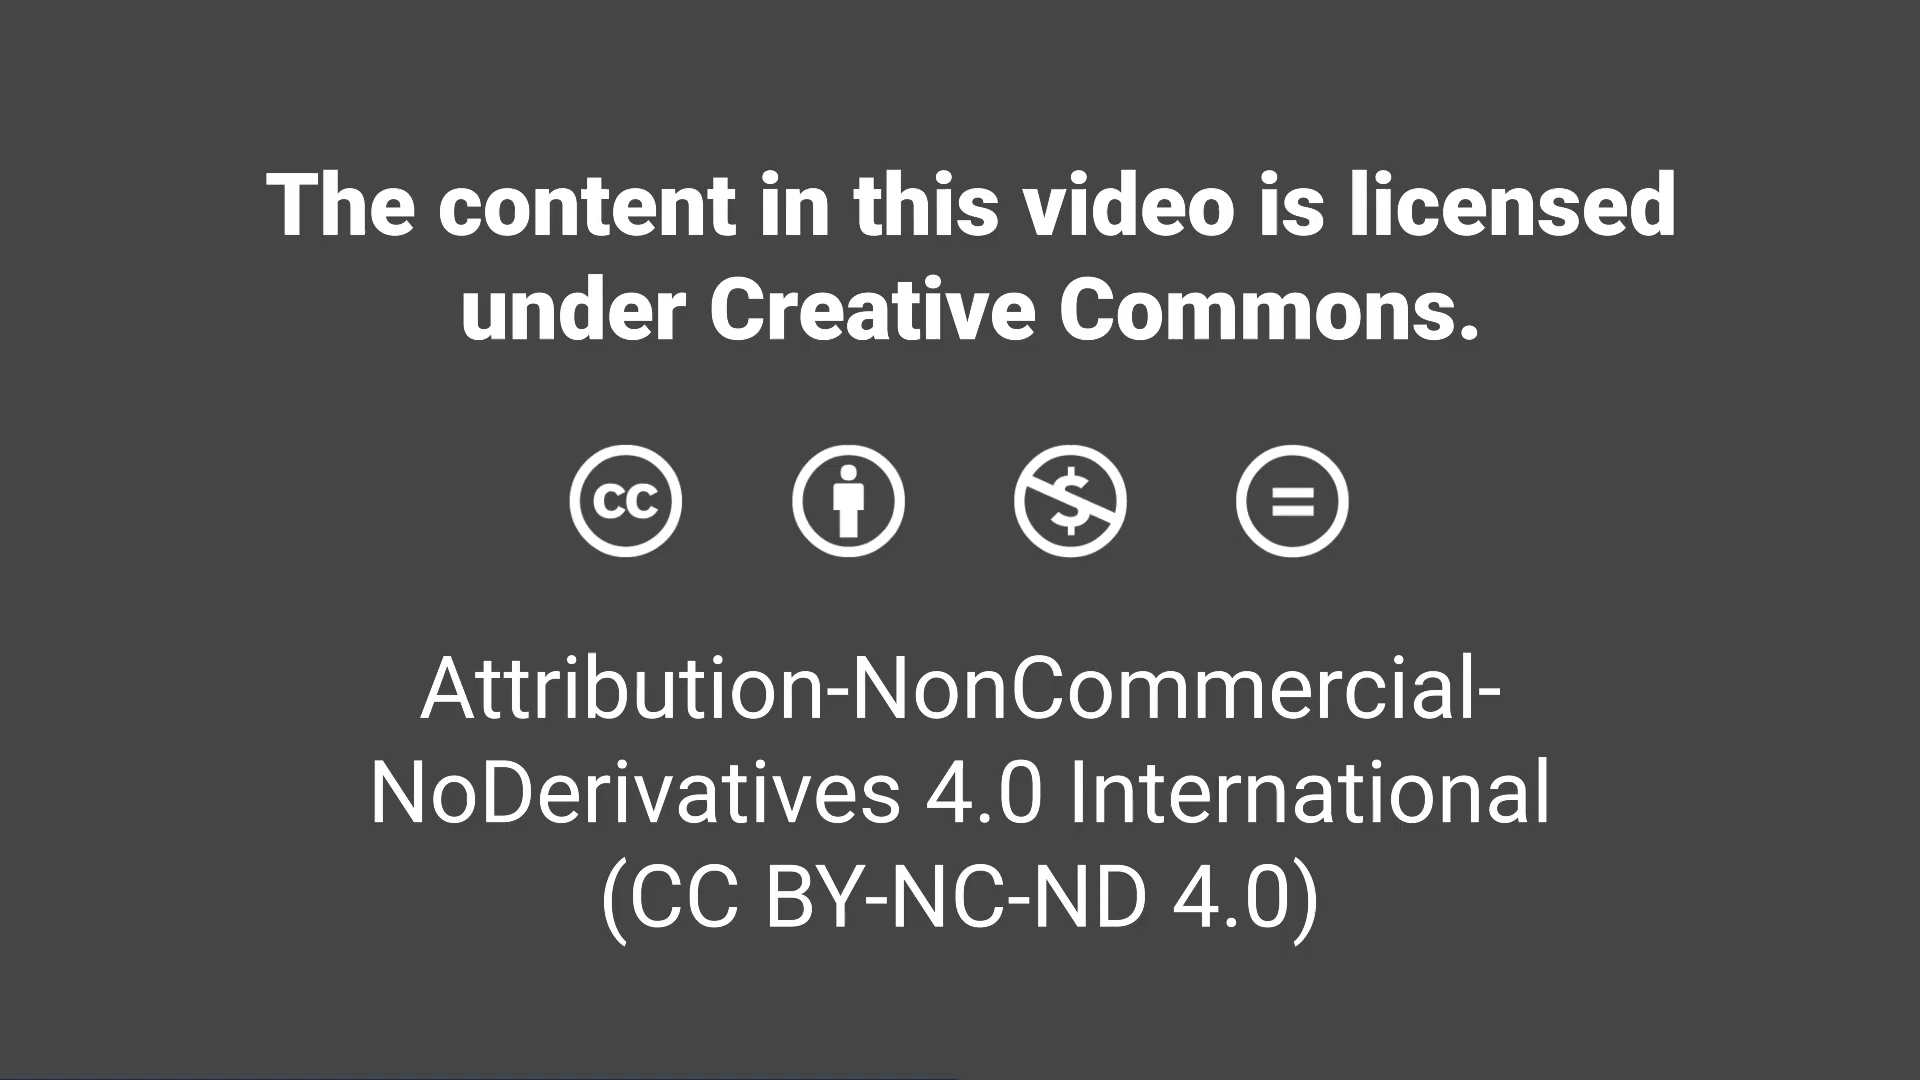 The content in this video is licensed
under Creative Commons.
cc $ =
Attribution-NonCommercial-
NoDerivatives 4.0 International
(CC BY-NC-ND 4.0)